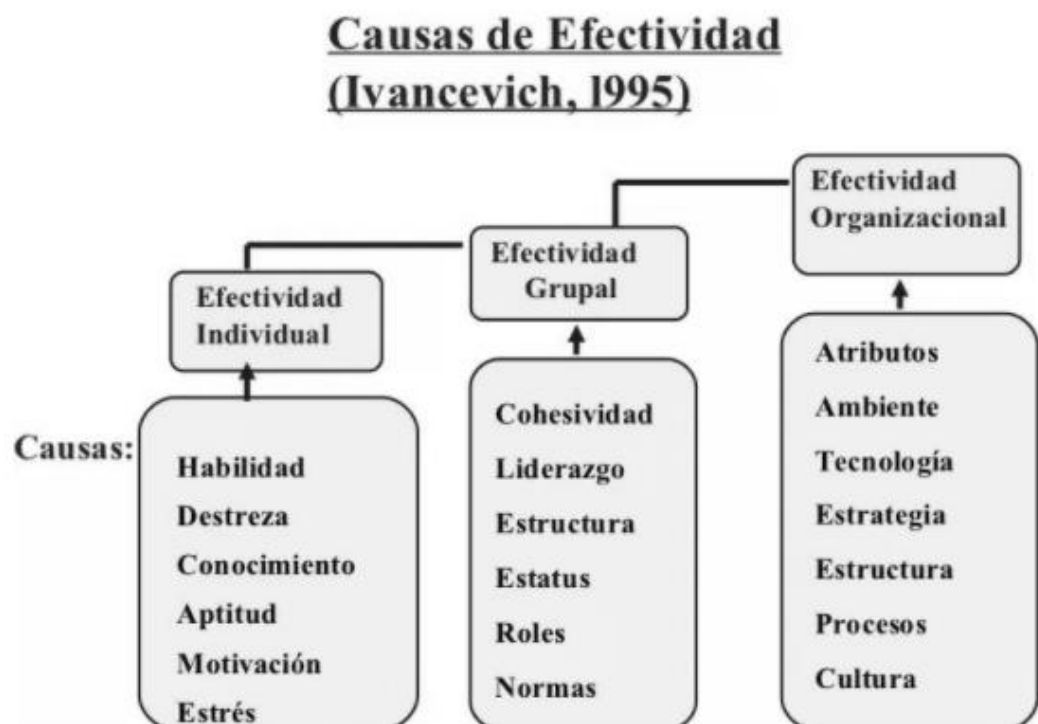 Causas de Efectividad
(Ivancevich, l995)
Efectividad
Individual
Efectividad
Grupal
Efectividad
Organizacional
Causas:
Habilidad
Destreza
Conocimiento
Aptitud
Motivación
Estrés
Cohesividad
Liderazgo
Estructura
Estatus
Roles
Normas
Atributos
Ambiente
Tecnología
Estrategia
Estructura
Procesos
Cultura